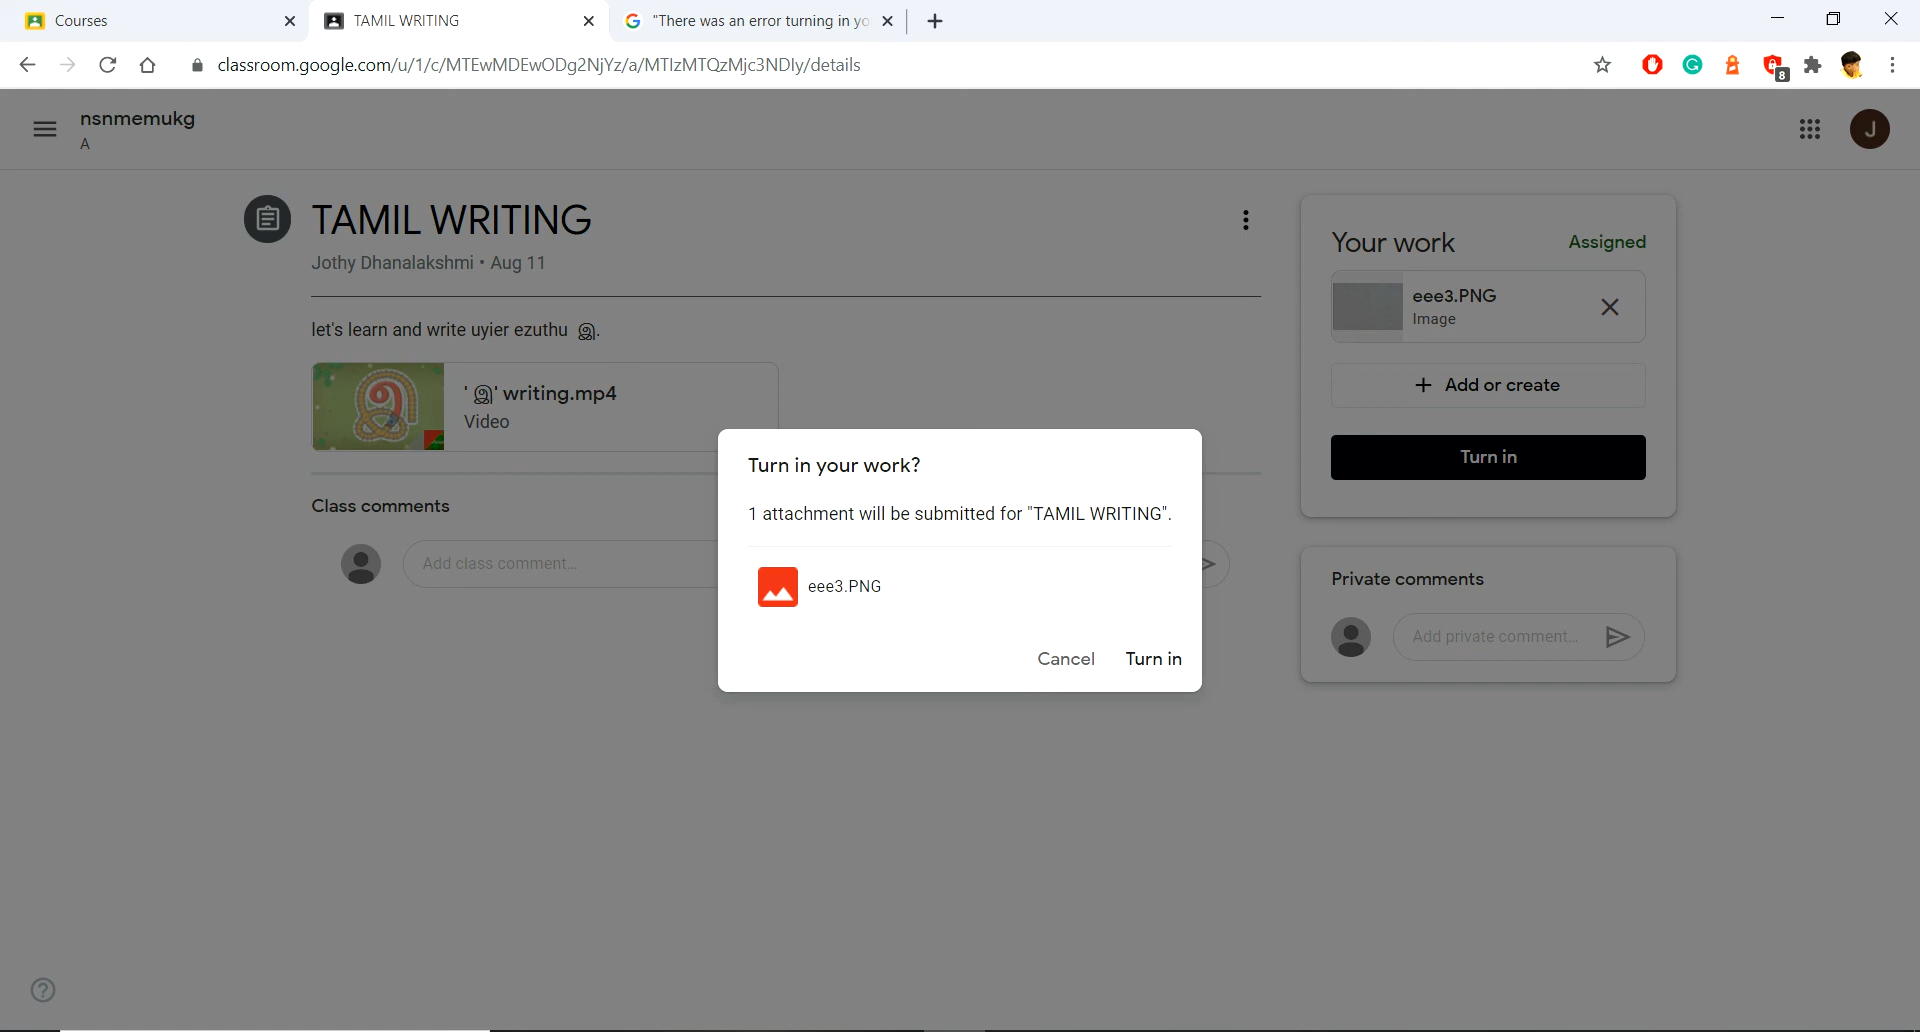 Courses
TAMIL WRITING
"There was an error turning in yo
classroom.google.com/u/1/c/MTEwMDEwODg2NjYz/a/MTIzMTQzMjc3NDIy/details
8
nsnmemukg
A
J
TAMIL WRITING
Jothy Dhanalakshmi • Aug 11
let's learn and write uyier ezuthu இ.
இ
' இ' writing.mp4
Video
Class comments
Add class comment...
Your work
Assigned
eee3.PNG
Image
+ Add or create
Turn in
Private comments
Add private comment...
Turn in your work?
1 attachment will be submitted for "TAMIL WRITING".
eee3.PNG
Cancel
Turn in